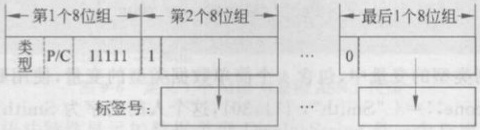 第1个8位组 第2个8位组 最后1个8位组
类型 P/C 11111 1 … 0
标签号: …